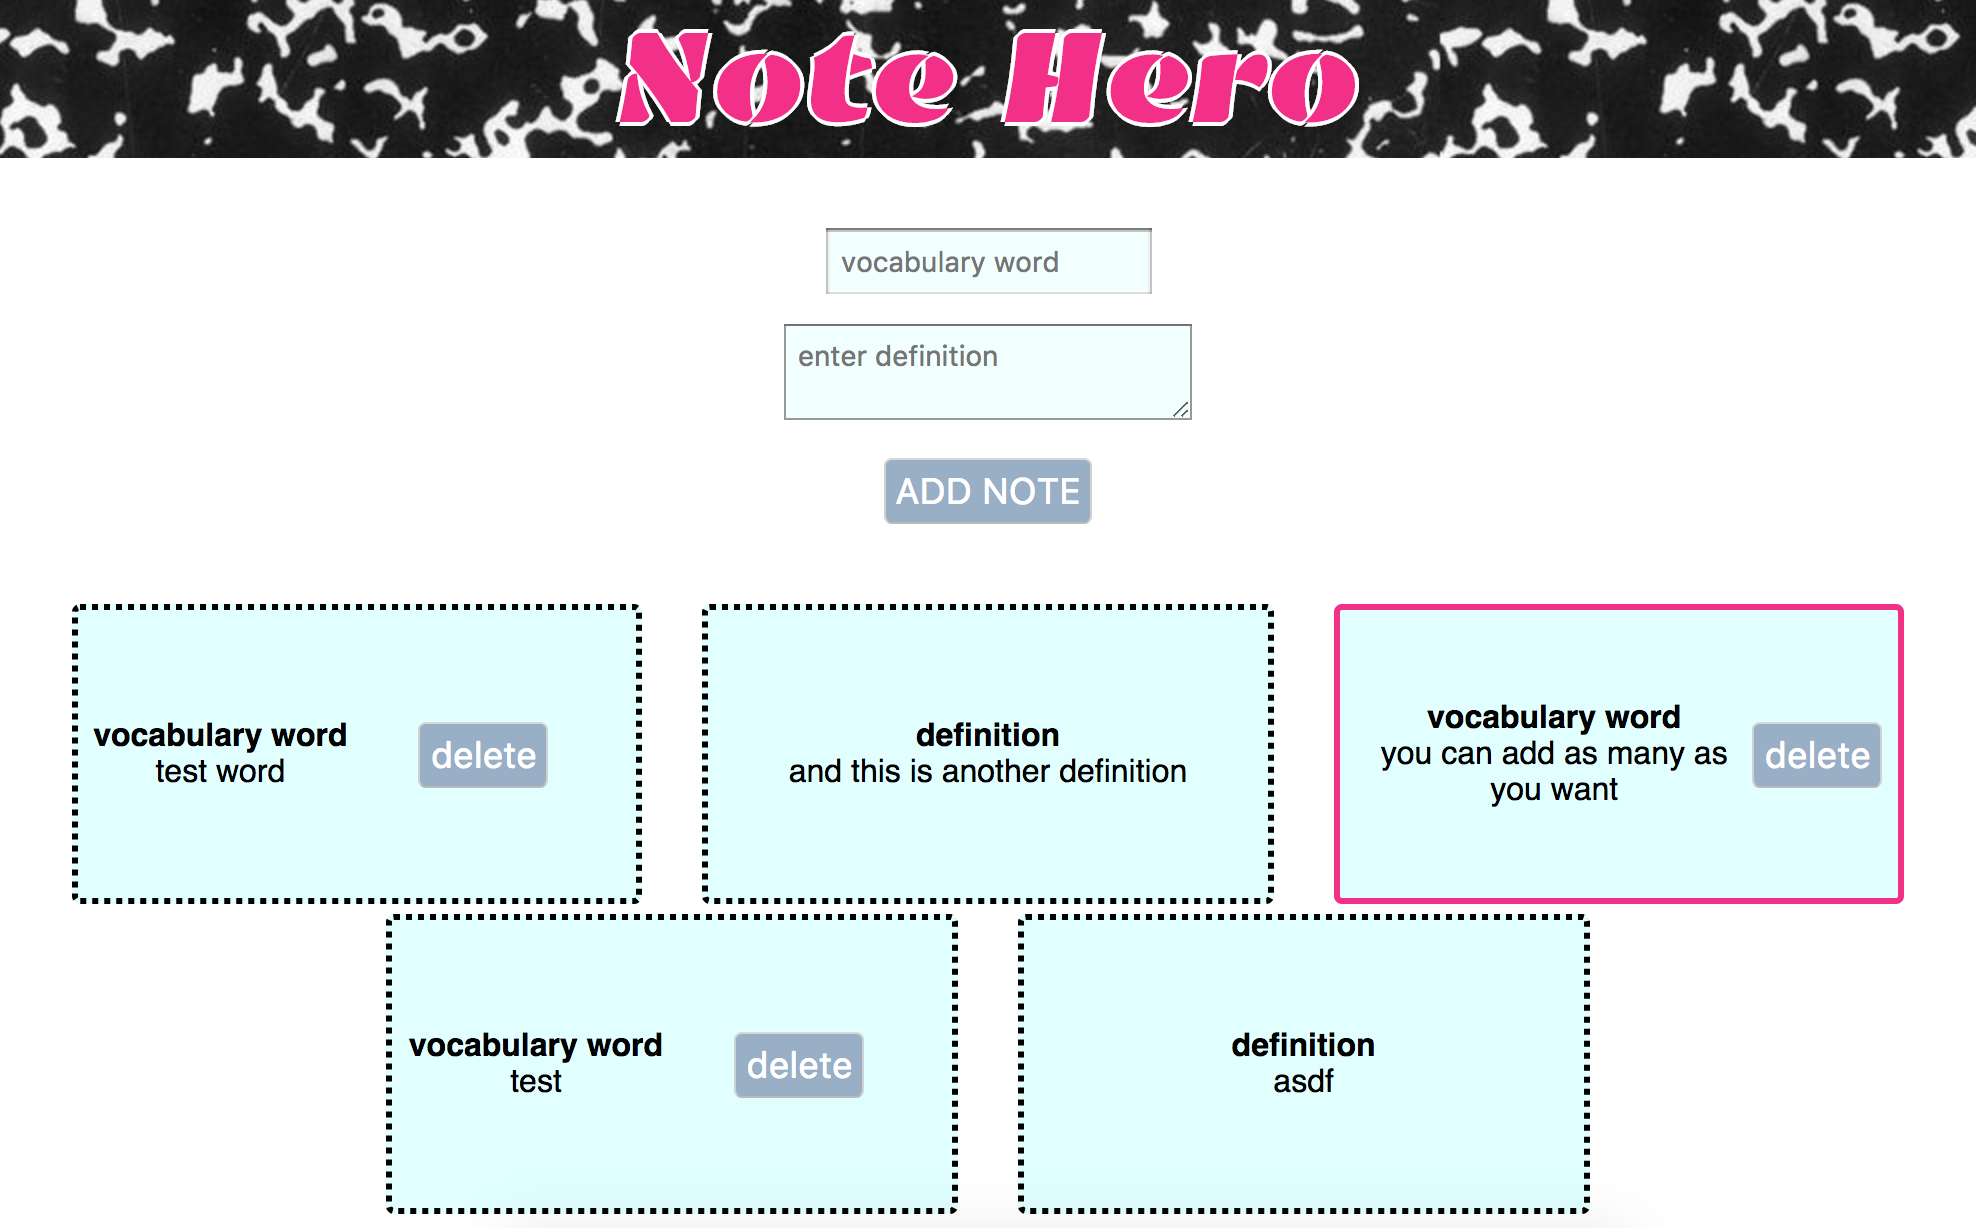 Note Hero
vocabulary word
enter definition
ADD NOTE
vocabulary word
test word
delete
definition
and this is another definition
vocabulary word
you can add as many as
you want
delete
vocabulary word
test
delete
definition
asdf